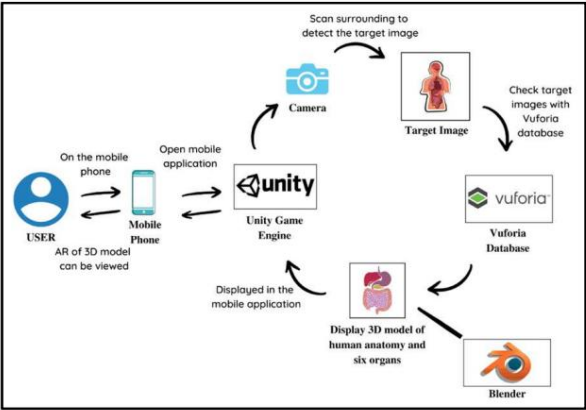 Scan surrounding to
detect the target image
Camera
Target Image
Check target
images with
Vuforia
database
On the mobile
phone
Open mobile
application
unity
vuforia™
USER
Mobile
Phone
Unity Game
Engine
Vuforia
Database
AR of 3D model
can be viewed
Displayed in the
mobile application
Display 3D model of
human anatomy and
six organs
Blender